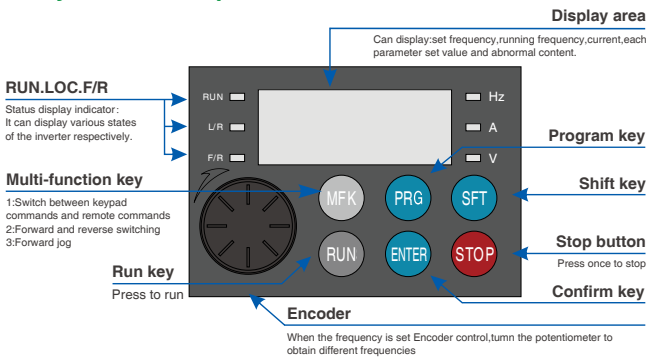 Display area
Can display:set frequency,running frequency,current,each
parameter set value and abnormal content.
RUN.LOC.F/R
Status display indicator:
It can display various states
of the inverter respectively.
RUN
L/R
F/R
Hz
A
V
Program key
Multi-function key
1:Switch between keypad
commands and remote commands
2:Forward and reverse switching
3:Forward jog
MFK
PRG
SFT
Shift key
RUN
ENTER
STOP
Stop button
Press once to stop
Run key
Press to run
Confirm key
Encoder
When the frequency is set Encoder control,tumn the potentiometer to
obtain different frequencies